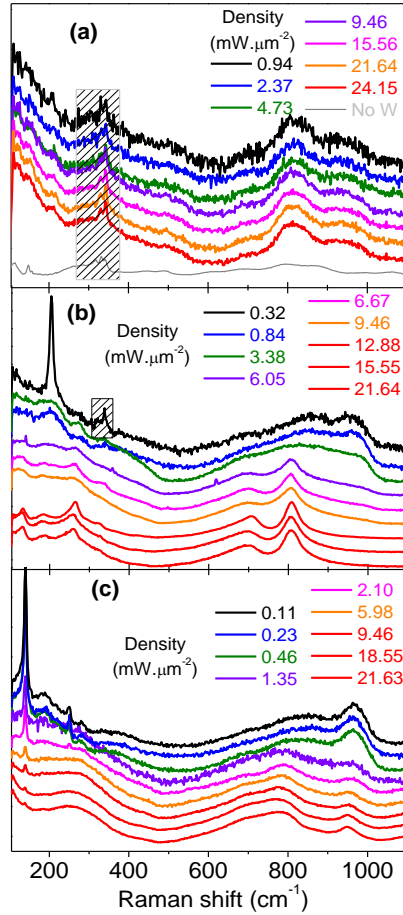 (a)
Density
(mW.μm⁻²)
0.94
2.37
4.73
9.46
15.56
21.64
24.15
No W
(b)
Density
(mW.μm⁻²)
0.32
0.84
3.38
6.05
6.67
9.46
12.88
15.55
21.64
(c)
Density
(mW.μm⁻²)
0.11
0.23
0.46
1.35
2.10
5.98
9.46
18.55
21.63
200 400 600 800 1000
Raman shift (cm⁻¹)